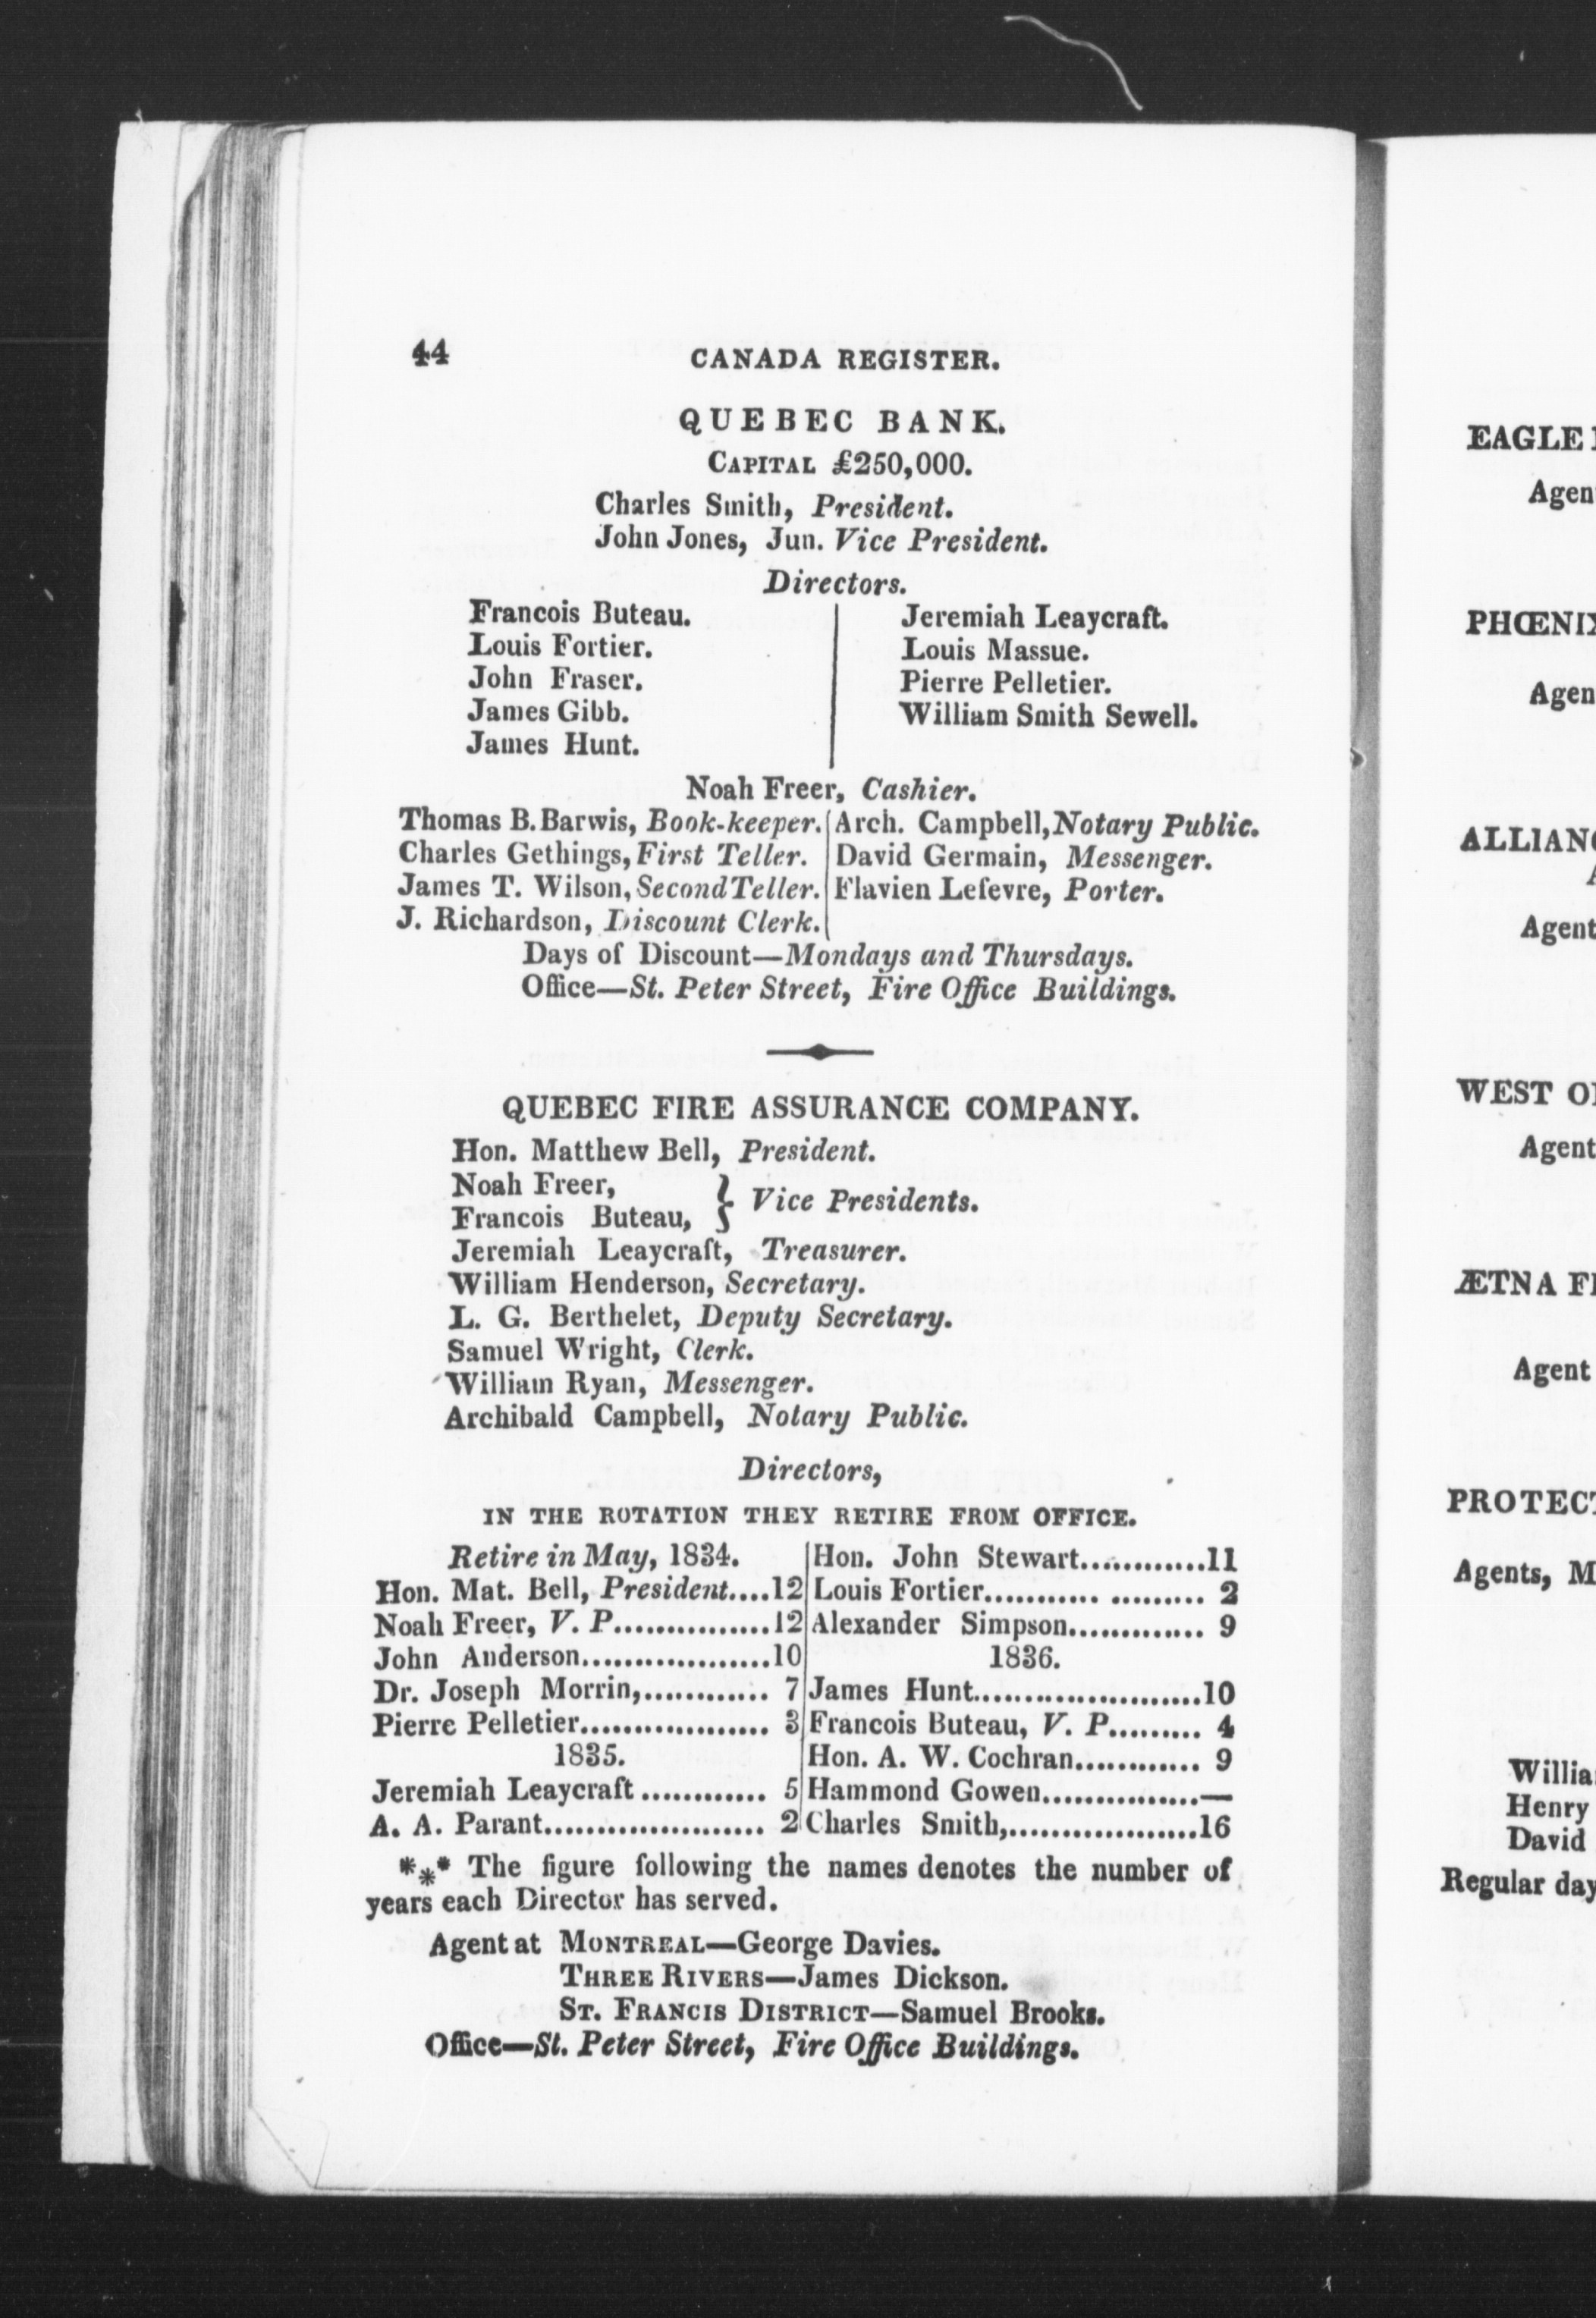 44
CANADA REGISTER.
QUEBEC BANK.
CAPITAL £250,000.
Charles Smith, President.
John Jones, Jun. Vice President.
Directors.
Francois Buteau.
Louis Fortier.
John Fraser.
James Gibb.
James Hunt.
Jeremiah Leaycraft.
Louis Massue.
Pierre Pelletier.
William Smith Sewell.
Noah Freer, Cashier.
Thomas B. Barwis, Book-keeper.
Charles Gethings, First Teller.
James T. Wilson, Second Teller.
J. Richardson, Discount Clerk.
Arch. Campbell, Notary Public.
David Germain, Messenger.
Flavien Lefevre, Porter.
Days of Discount—Mondays and Thursdays.
Office—St. Peter Street, Fire Office Buildings.
QUEBEC FIRE ASSURANCE COMPANY.
Hon. Matthew Bell, President.
Noah Freer,
Francois Buteau, } Vice Presidents.
Jeremiah Leaycraft, Treasurer.
William Henderson, Secretary.
L. G. Berthelet, Deputy Secretary.
Samuel Wright, Clerk.
William Ryan, Messenger.
Archibald Campbell, Notary Public.
Directors,
IN THE ROTATION THEY RETIRE FROM OFFICE.
Retire in May, 1834.
Hon. Mat. Bell, President....12
Noah Freer, V. P...............12
John Anderson..................10
Dr. Joseph Morrin,............ 7
Pierre Pelletier.................. 3
1835.
Jeremiah Leaycraft ............ 5
A. A. Parant..................... 2
Hon. John Stewart............11
Louis Fortier.................... 2
Alexander Simpson............. 9
1836.
James Hunt......................10
Francois Buteau, V. P......... 4
Hon. A. W. Cochran............ 9
Hammond Gowen...............—
Charles Smith,..................16
*** The figure following the names denotes the number of
years each Director has served.
Agent at MONTREAL—George Davies.
THREE RIVERS—James Dickson.
ST. FRANCIS DISTRICT—Samuel Brooks.
Office—St. Peter Street, Fire Office Buildings.
EAGLE
Agen
PHŒNI
Agen
ALLIAN
Agent
WEST O
Agent
ÆTNA F
Agent
PROTEC
Agents, M
Willia
Henry
David
Regular day